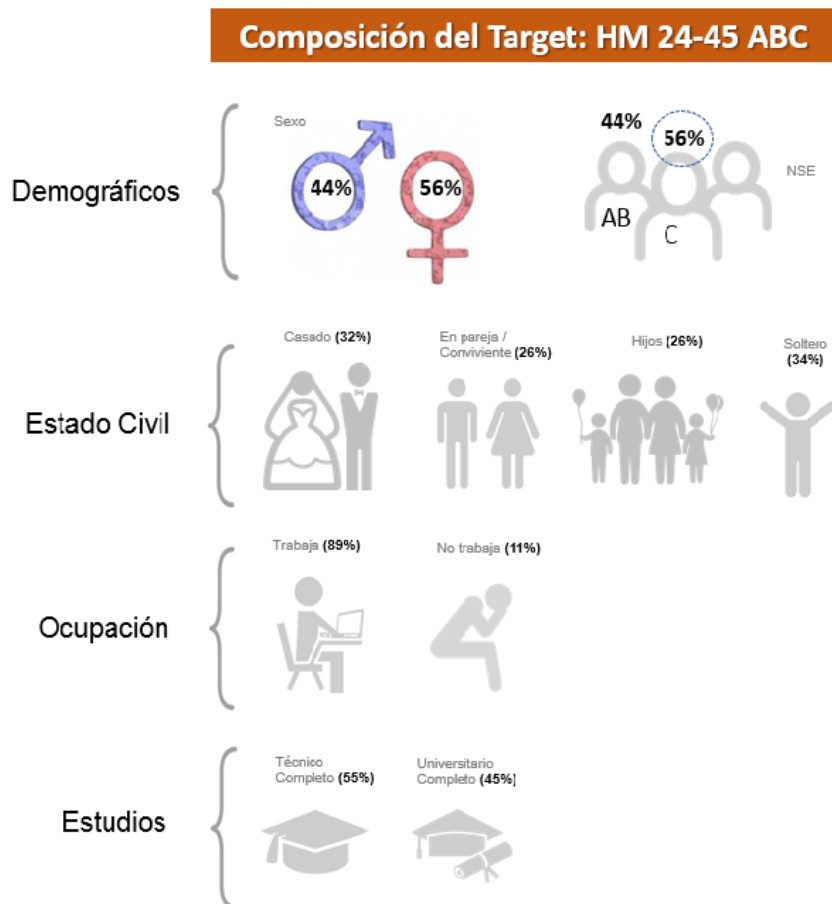 Composición del Target: HM 24-45 ABC
Demográficos
Sexo
44%
56%
44%
56%
AB
C
NSE
Estado Civil
Casado (32%)
En pareja /
Conviviente (26%)
Hijos (26%)
Soltero
(34%)
Ocupación
Trabaja (89%)
No trabaja (11%)
Estudios
Técnico
Completo (55%)
Universitario
Completo (45%)